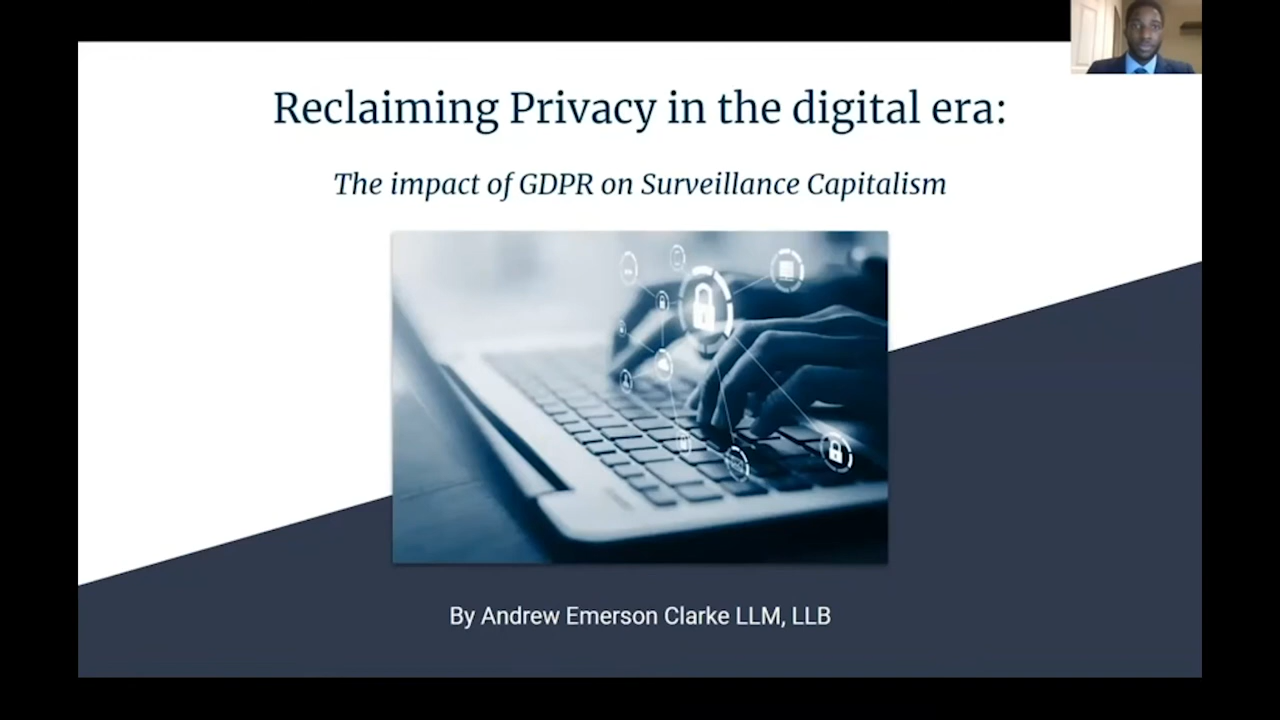 Reclaiming Privacy in the digital era:
The impact of GDPR on Surveillance Capitalism
By Andrew Emerson Clarke LLM, LLB